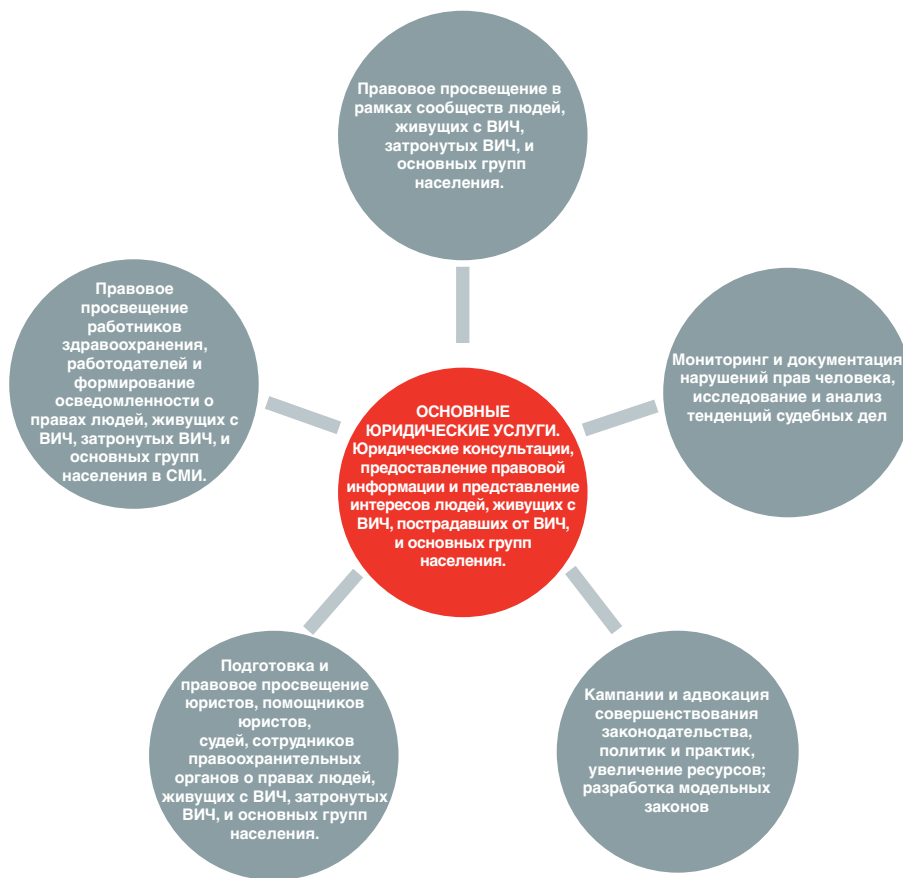 Правовое просвещение в
рамках сообществ людей,
живущих с ВИЧ,
затронутых ВИЧ, и
основных групп
населения.
Правовое
просвещение
работников
здравоохранения,
работодателей и
формирование
осведомленности о
правах людей, живущих с
ВИЧ, затронутых ВИЧ, и
основных групп
населения в СМИ.
Мониторинг и документация
нарушений прав человека,
исследование и анализ
тенденций судебных дел
ОСНОВНЫЕ
ЮРИДИЧЕСКИЕ УСЛУГИ.
Юридические консультации,
предоставление правовой
информации и представление
интересов людей, живущих с
ВИЧ, пострадавших от ВИЧ,
и основных групп
населения.
Подготовка и
правовое просвещение
юристов, помощников
юристов,
судей, сотрудников
правоохранительных
органов о правах людей,
живущих с ВИЧ, затронутых
ВИЧ, и основных групп
населения.
Кампании и адвокация
совершенствования
законодательства,
политик и практик,
увеличение ресурсов;
разработка модельных
законов